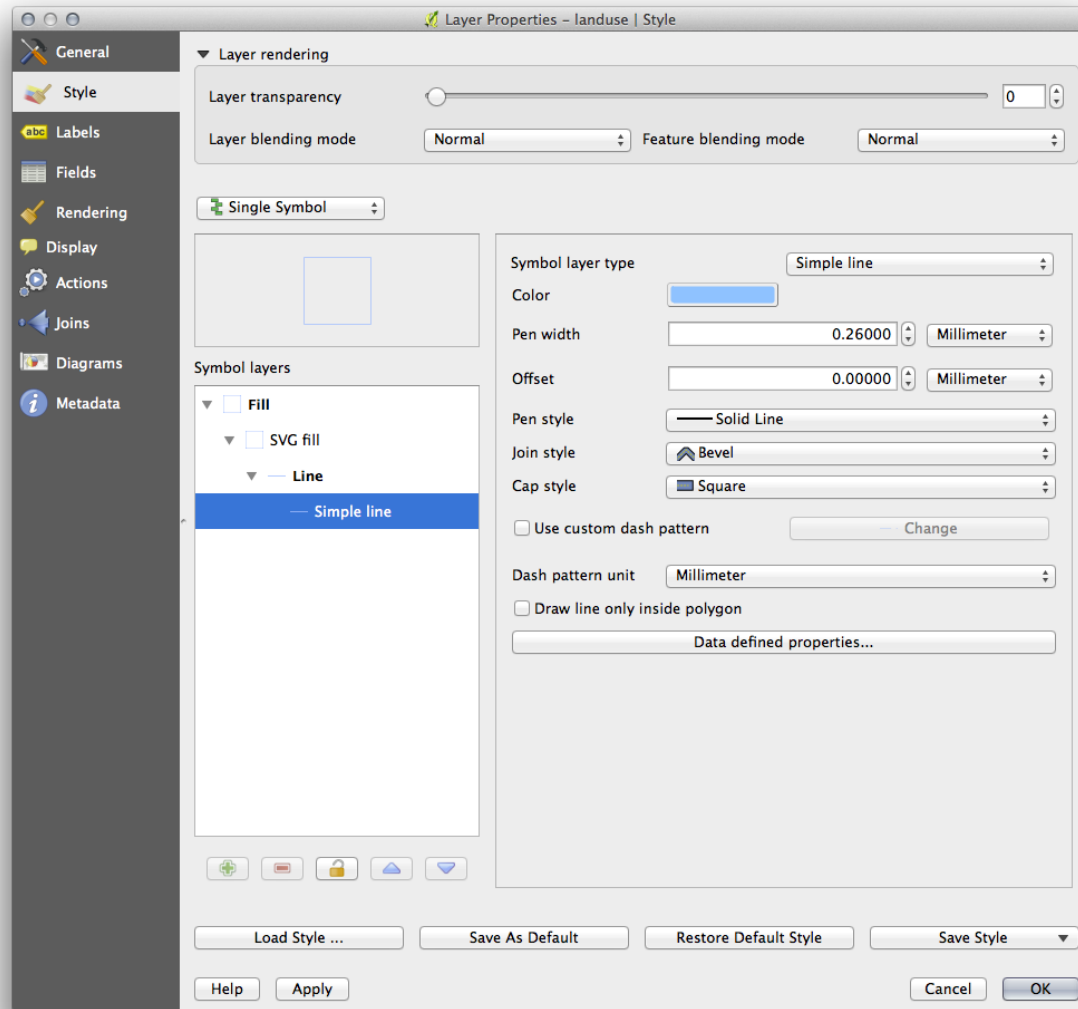 Layer Properties – landuse | Style
General
Style
abc Labels
Fields
Rendering
Display
Actions
Joins
Diagrams
i Metadata
Layer rendering
Layer transparency 0
Layer blending mode Normal Feature blending mode Normal
Single Symbol
Symbol layers
Fill
SVG fill
Line
Simple line
Symbol layer type Simple line
Color
Pen width 0.26000 Millimeter
Offset 0.00000 Millimeter
Pen style Solid Line
Join style Bevel
Cap style Square
Use custom dash pattern Change
Dash pattern unit Millimeter
Draw line only inside polygon
Data defined properties...
Load Style ... Save As Default Restore Default Style Save Style
Help Apply Cancel OK